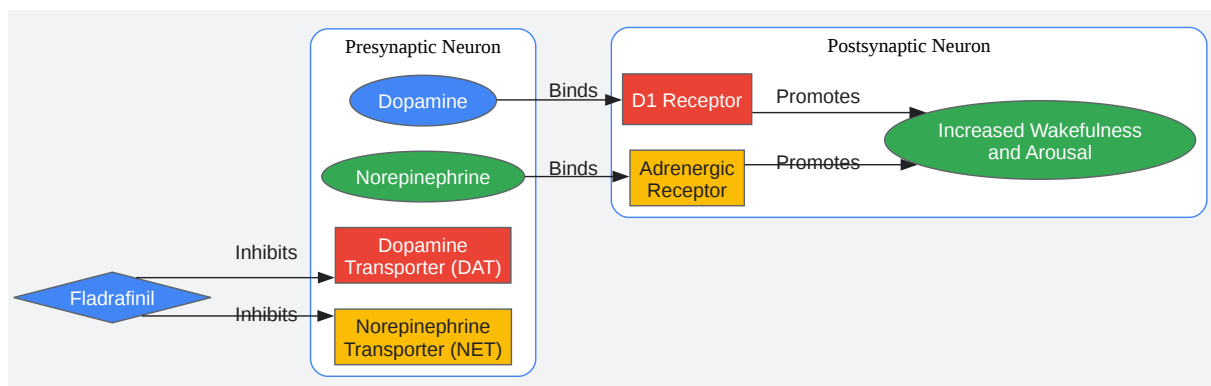 Presynaptic Neuron
Postsynaptic Neuron
Dopamine
Binds
D1 Receptor
Promotes
Increased Wakefulness
and Arousal
Norepinephrine
Binds
Adrenergic
Receptor
Promotes
Fladrafinil
Inhibits
Dopamine
Transporter (DAT)
Inhibits
Norepinephrine
Transporter (NET)